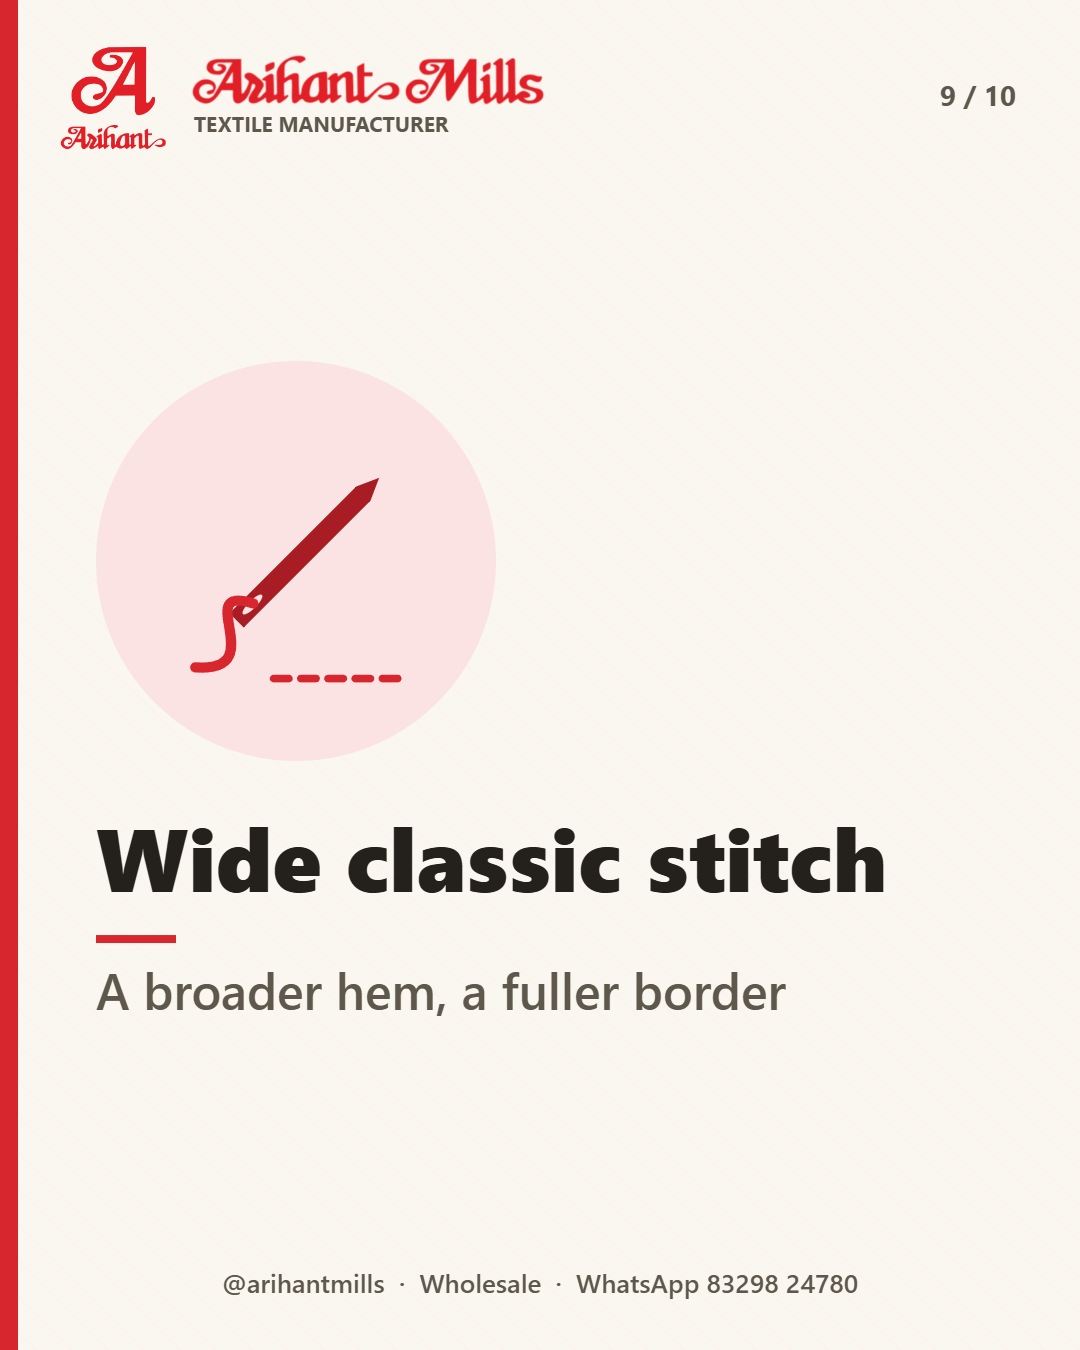 A
Arihant
Arihant Mills
TEXTILE MANUFACTURER
9 / 10
Wide classic stitch
A broader hem, a fuller border
@arihantmills · Wholesale · WhatsApp 83298 24780